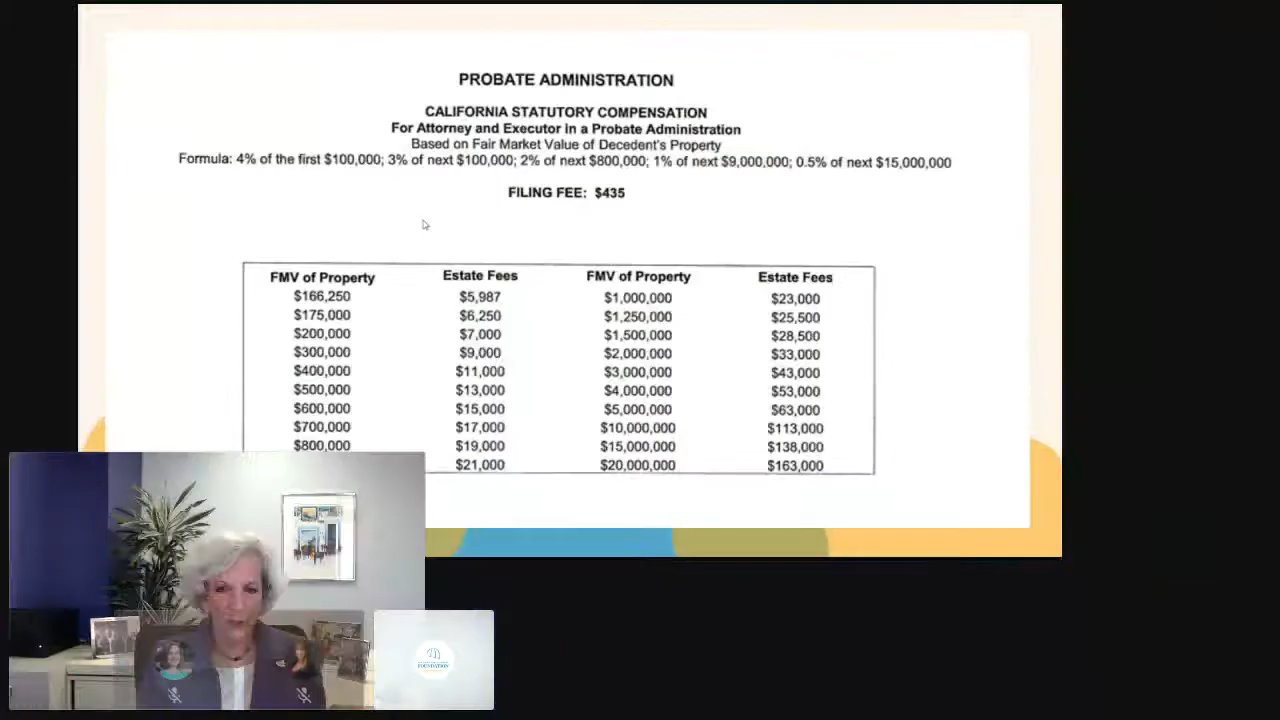 PROBATE ADMINISTRATION
CALIFORNIA STATUTORY COMPENSATION
For Attorney and Executor in a Probate Administration
Based on Fair Market Value of Decedent's Property
Formula: 4% of the first $100,000; 3% of next $100,000; 2% of next $800,000; 1% of next $9,000,000; 0.5% of next $15,000,000
FILING FEE: $435
FMV of Property Estate Fees FMV of Property Estate Fees
$166,250 $5,987 $1,000,000 $23,000
$175,000 $6,250 $1,250,000 $25,500
$200,000 $7,000 $1,500,000 $28,500
$300,000 $9,000 $2,000,000 $33,000
$400,000 $11,000 $3,000,000 $43,000
$500,000 $13,000 $4,000,000 $53,000
$600,000 $15,000 $5,000,000 $63,000
$700,000 $17,000 $10,000,000 $113,000
$800,000 $19,000 $15,000,000 $138,000
$21,000 $20,000,000 $163,000
FOUNDATION